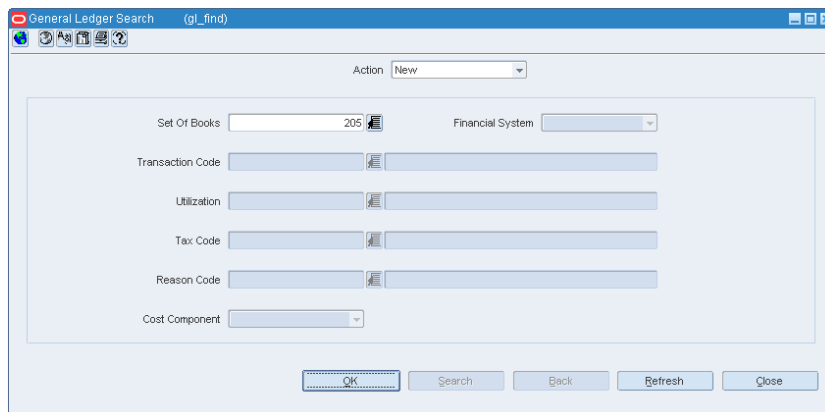 General Ledger Search (gl_find)
Action New
Set Of Books 205 Financial System
Transaction Code
Utilization
Tax Code
Reason Code
Cost Component
OK Search Back Refresh Close